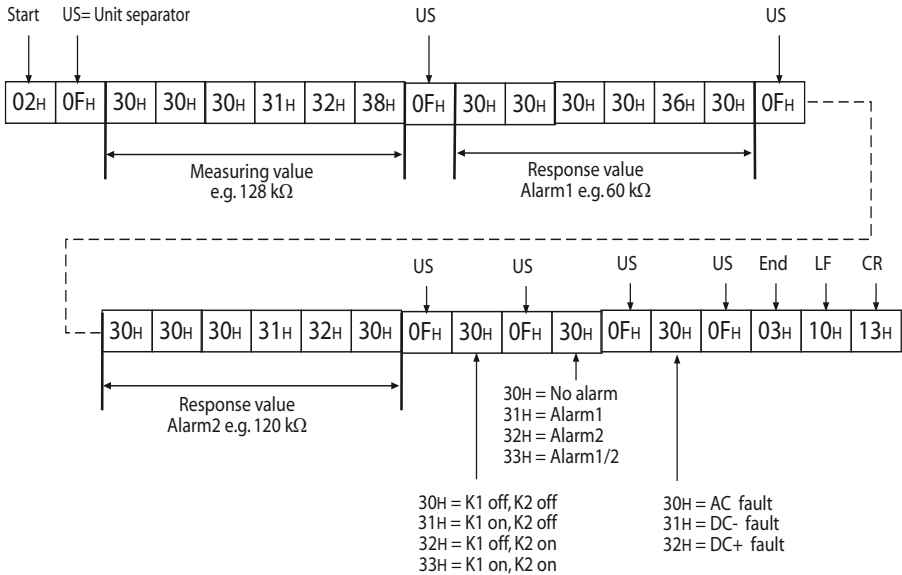 Start US= Unit separator US US
02H 0FH 30H 30H 30H 31H 32H 38H 0FH 30H 30H 30H 30H 36H 30H 0FH
Measuring value
e.g. 128 kΩ
Response value
Alarm1 e.g. 60 kΩ
US US US US End LF CR
30H 30H 30H 31H 32H 30H 0FH 30H 0FH 30H 0FH 30H 0FH 03H 10H 13H
Response value
Alarm2 e.g. 120 kΩ
30H = No alarm
31H = Alarm1
32H = Alarm2
33H = Alarm1/2
30H = K1 off, K2 off
31H = K1 on, K2 off
32H = K1 off, K2 on
33H = K1 on, K2 on
30H = AC fault
31H = DC- fault
32H = DC+ fault